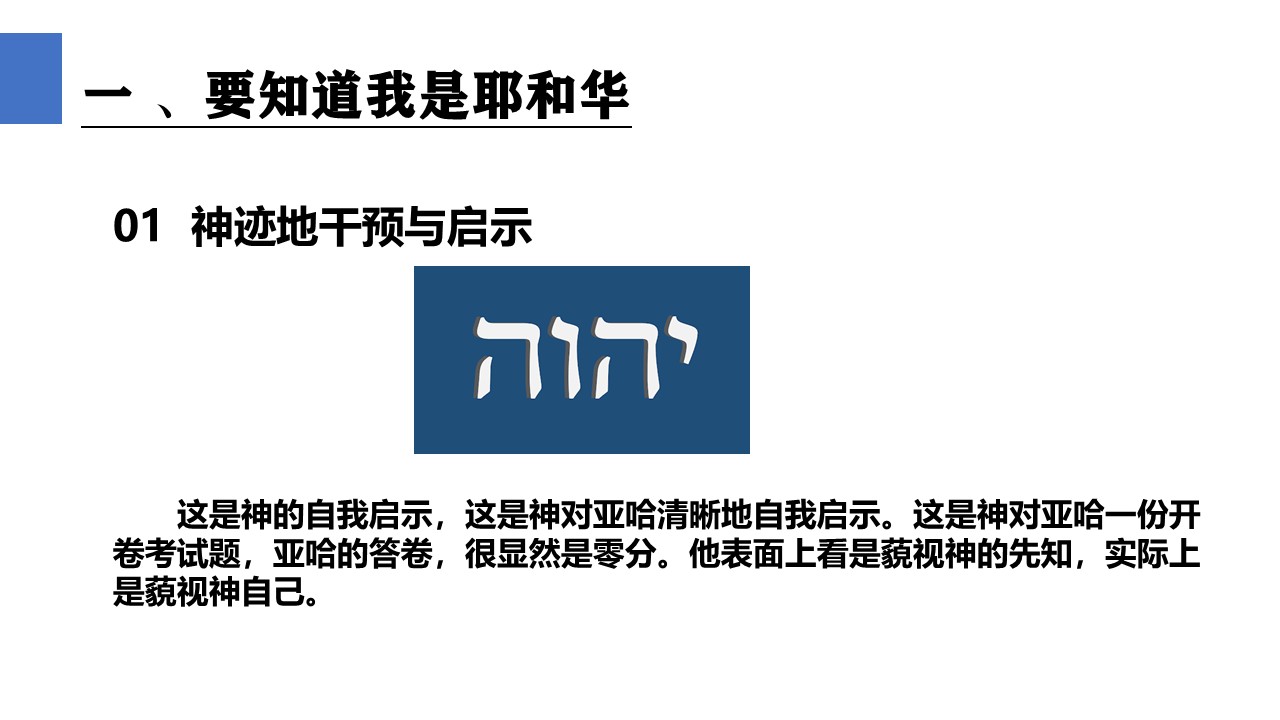 一 、要知道我是耶和华
01 神迹地干预与启示
יהוה
这是神的自我启示，这是神对亚哈清晰地自我启示。这是神对亚哈一份开
卷考试题，亚哈的答卷，很显然是零分。他表面上看是藐视神的先知，实际上
是藐视神自己。